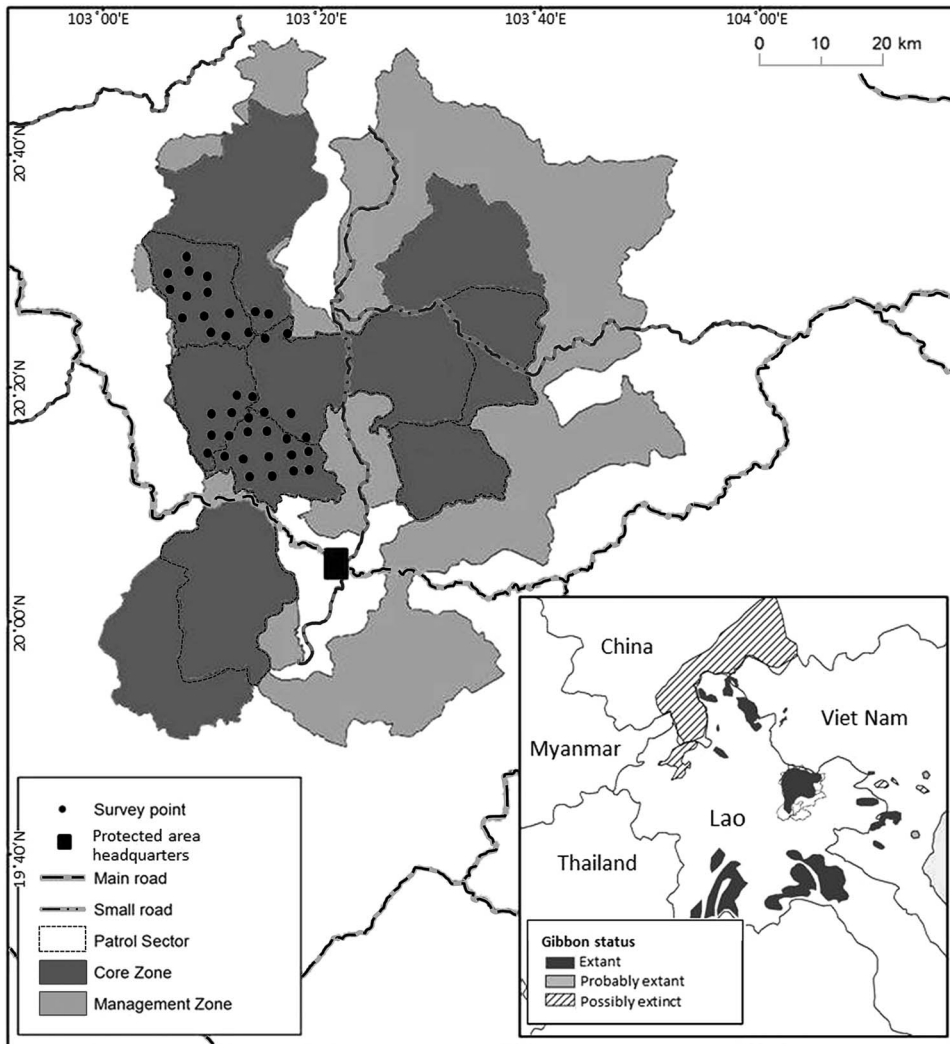 103°00'E 103°20'E 103°40'E 104°00'E
0 10 20 km
20°40'N
20°20'N
20°00'N
19°40'N
Survey point
Protected area
headquarters
Main road
Small road
Patrol Sector
Core Zone
Management Zone
China
Myanmar
Viet Nam
Lao
Thailand
Gibbon status
Extant
Probably extant
Possibly extinct